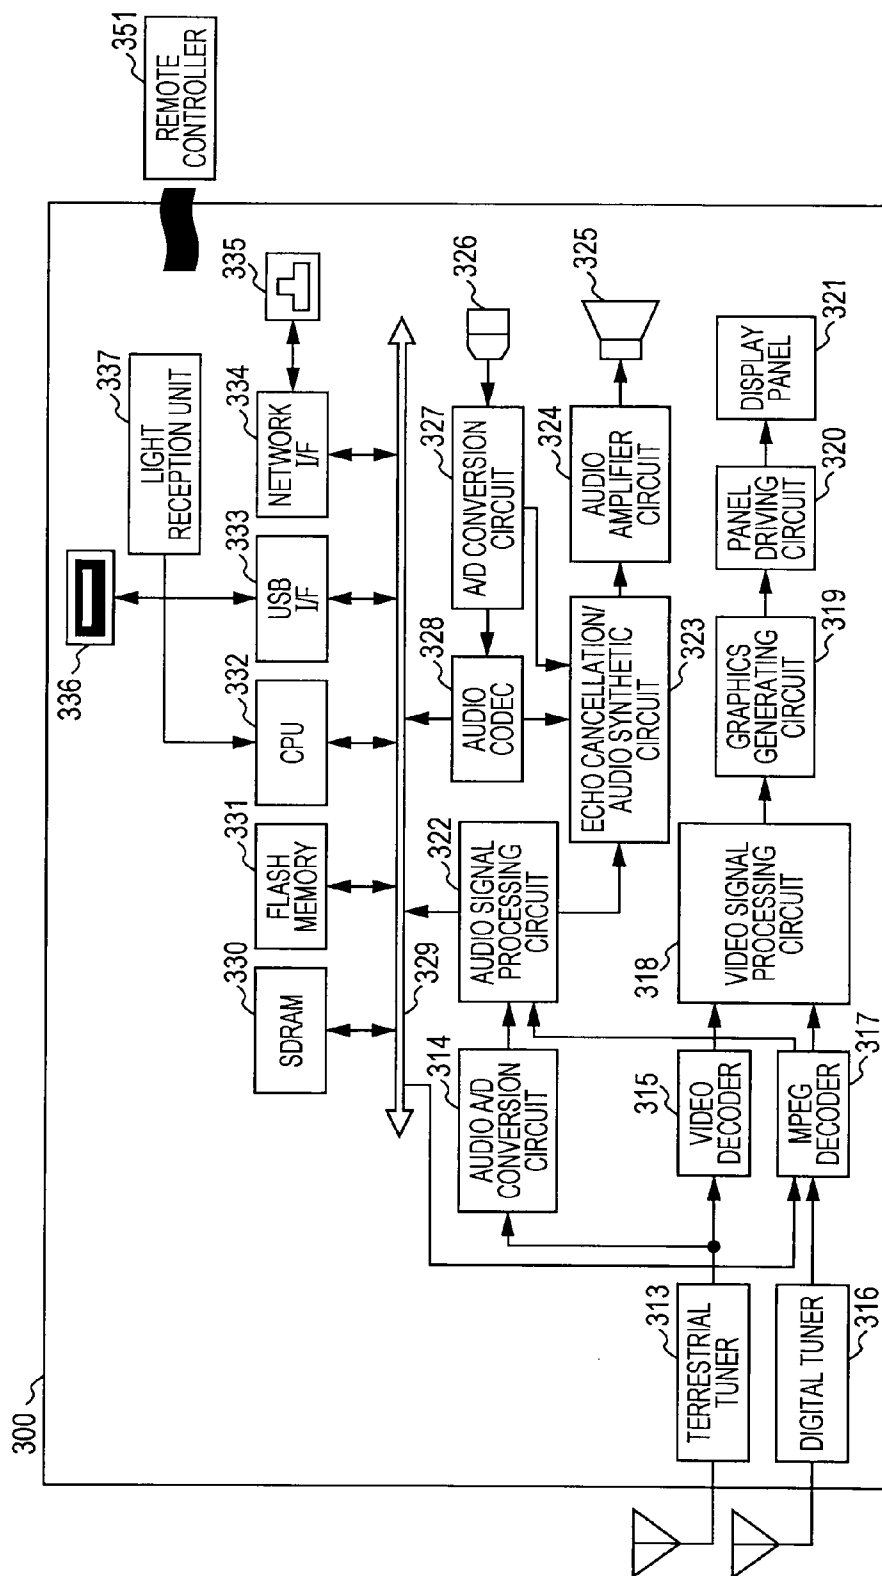 300
REMOTE
CONTROLLER
351
336
LIGHT
RECEPTION UNIT
337
335
SDRAM
330
FLASH
MEMORY
331
CPU
332
USB
I/F
333
NETWORK
I/F
334
329
AUDIO A/D
CONVERSION
CIRCUIT
314
AUDIO SIGNAL
PROCESSING
CIRCUIT
322
AUDIO
CODEC
328
A/D CONVERSION
CIRCUIT
327
326
ECHO CANCELLATION/
AUDIO SYNTHETIC
CIRCUIT
323
AUDIO
AMPLIFIER
CIRCUIT
324
325
TERRESTRIAL
TUNER
313
VIDEO
DECODER
315
VIDEO SIGNAL
PROCESSING
CIRCUIT
318
GRAPHICS
GENERATING
CIRCUIT
319
PANEL
DRIVING
CIRCUIT
320
DISPLAY
PANEL
321
DIGITAL TUNER
316
MPEG
DECODER
317